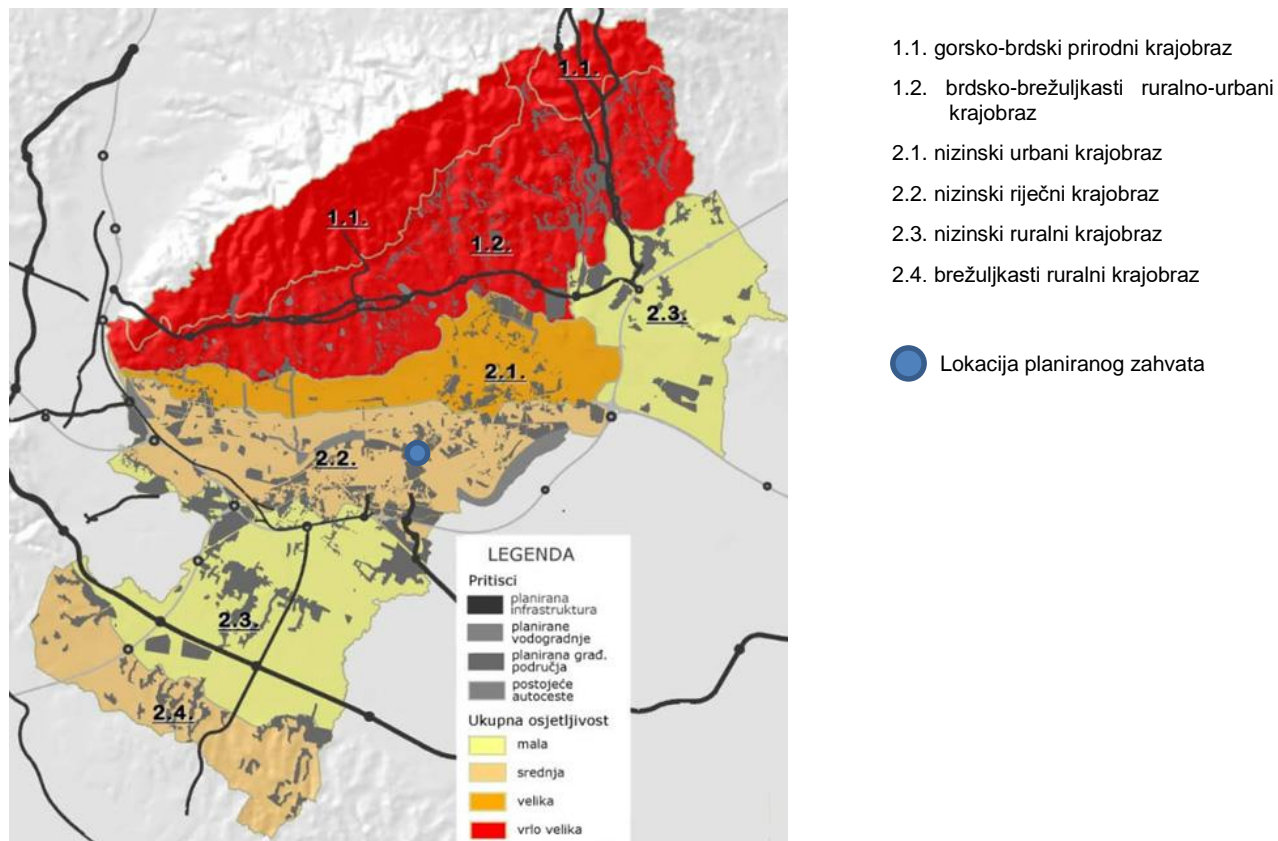 1.1.
1.1.
1.2.
2.3.
2.1.
2.2.
2.3.
2.4.
LEGENDA
Pritisci
planirana
infrastruktura
planirane
vodogradnje
planirana građ.
područja
postojeće
autoceste
Ukupna osjetljivost
mala
srednja
velika
vrlo velika
1.1. gorsko-brdski prirodni krajobraz
1.2. brdsko-brežuljkasti ruralno-urbani
krajobraz
2.1. nizinski urbani krajobraz
2.2. nizinski riječni krajobraz
2.3. nizinski ruralni krajobraz
2.4. brežuljkasti ruralni krajobraz
Lokacija planiranog zahvata